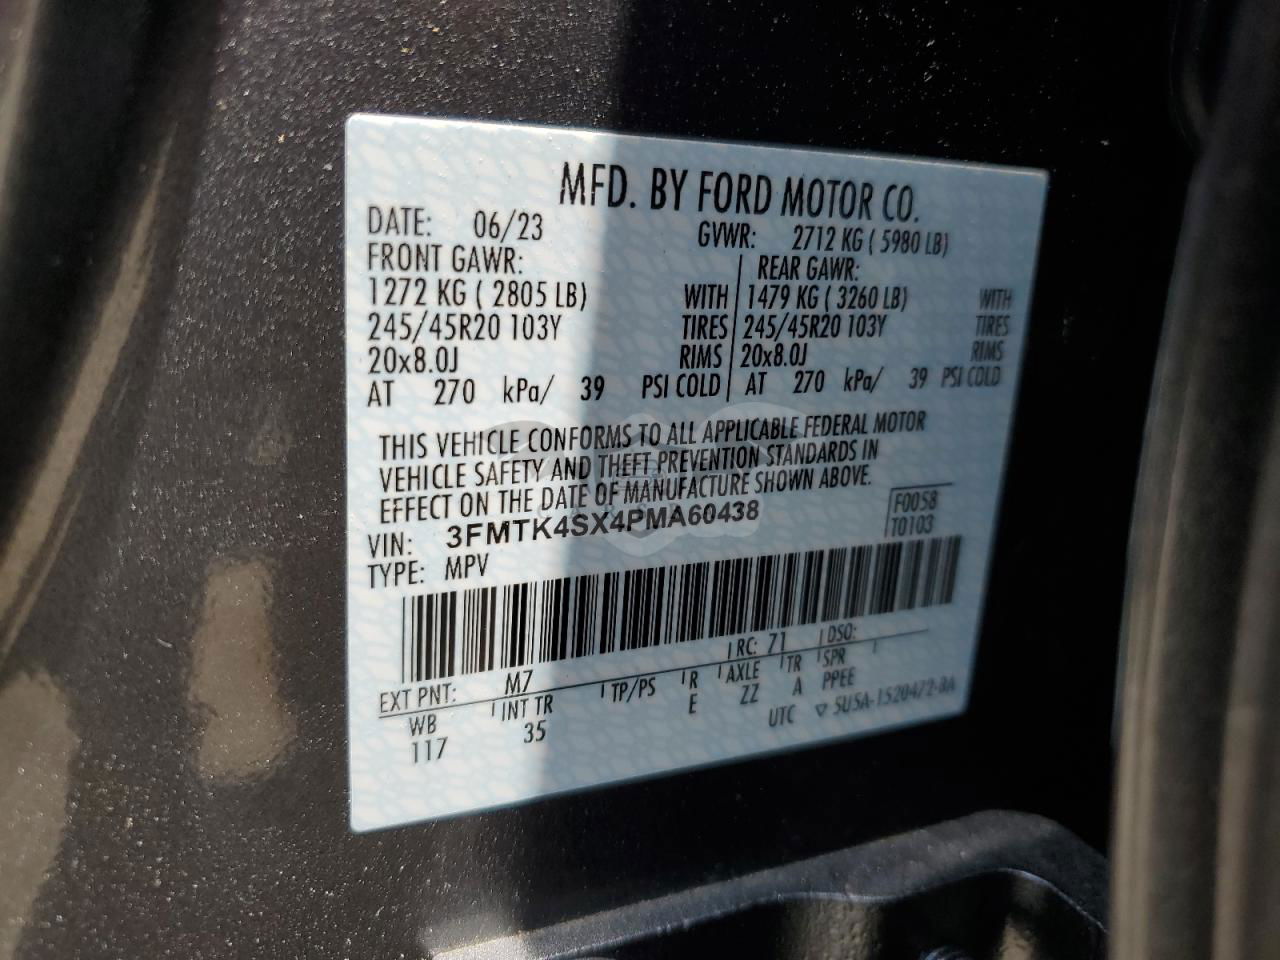 MFD. BY FORD MOTOR CO.
DATE: 06/23 GVWR: 2712 KG ( 5980 LB)
FRONT GAWR: REAR GAWR:
1272 KG ( 2805 LB) WITH 1479 KG ( 3260 LB) WITH
245/45R20 103Y TIRES 245/45R20 103Y TIRES
20x8.0J RIMS 20x8.0J RIMS
AT 270 kPa/ 39 PSI COLD AT 270 kPa/ 39 PSI COLD
THIS VEHICLE CONFORMS TO ALL APPLICABLE FEDERAL MOTOR
VEHICLE SAFETY AND THEFT PREVENTION STANDARDS IN
EFFECT ON THE DATE OF MANUFACTURE SHOWN ABOVE.
VIN: 3FMTK4SX4PMA60438 F0058
TYPE: MPV T0103
EXT PNT: M7 RC: 71 DSO:
WB INT TR TP/PS R AXLE TR SPR
117 35 E ZZ A PPEE
UTC ▽ 5U5A-1520472-BA